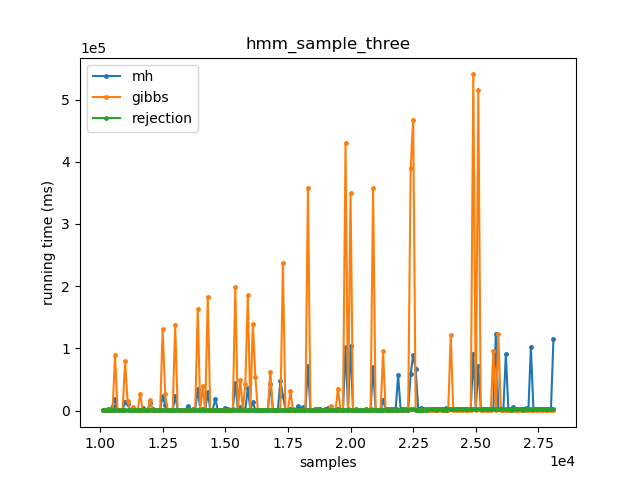 hmm_sample_three
1e5
mh
gibbs
rejection
5
4
3
2
1
0
running time (ms)
1.00 1.25 1.50 1.75 2.00 2.25 2.50 2.75
samples
1e4